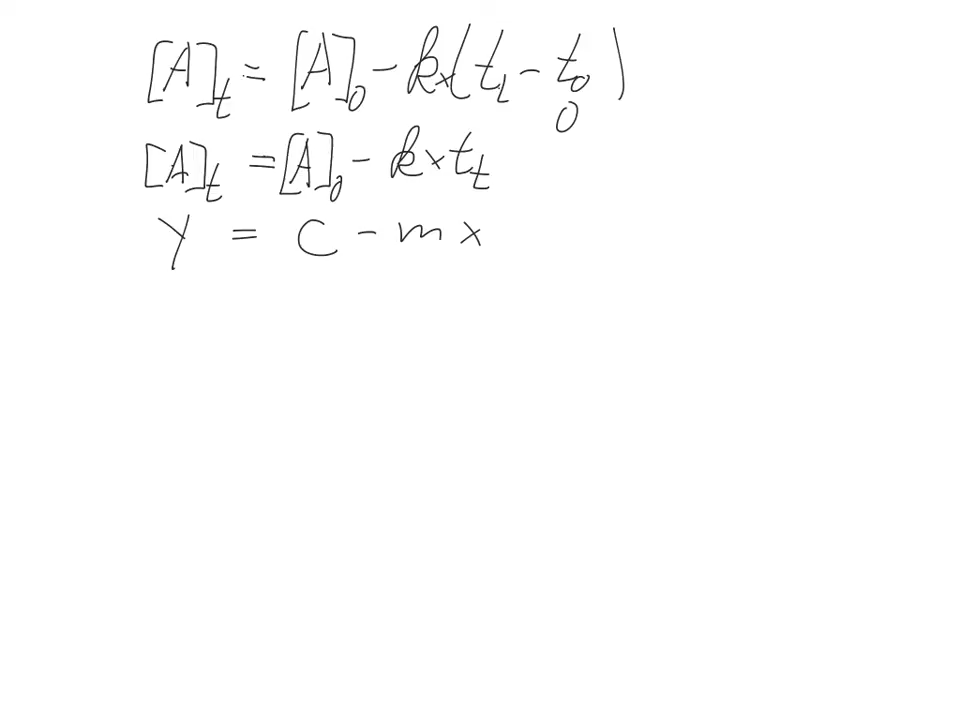 [A]t = [A]0 - k×(t1 - t0)
0
[A]t = [A]0 - k×tt
Y = C - mx